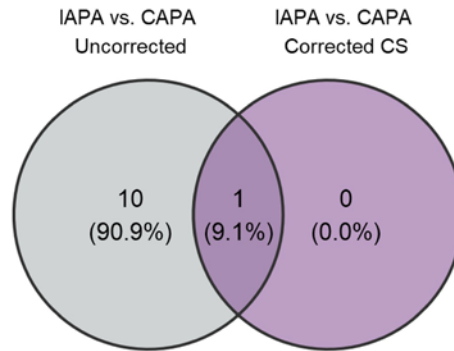 IAPA vs. CAPA
Uncorrected
IAPA vs. CAPA
Corrected CS
10
(90.9%)
1
(9.1%)
0
(0.0%)